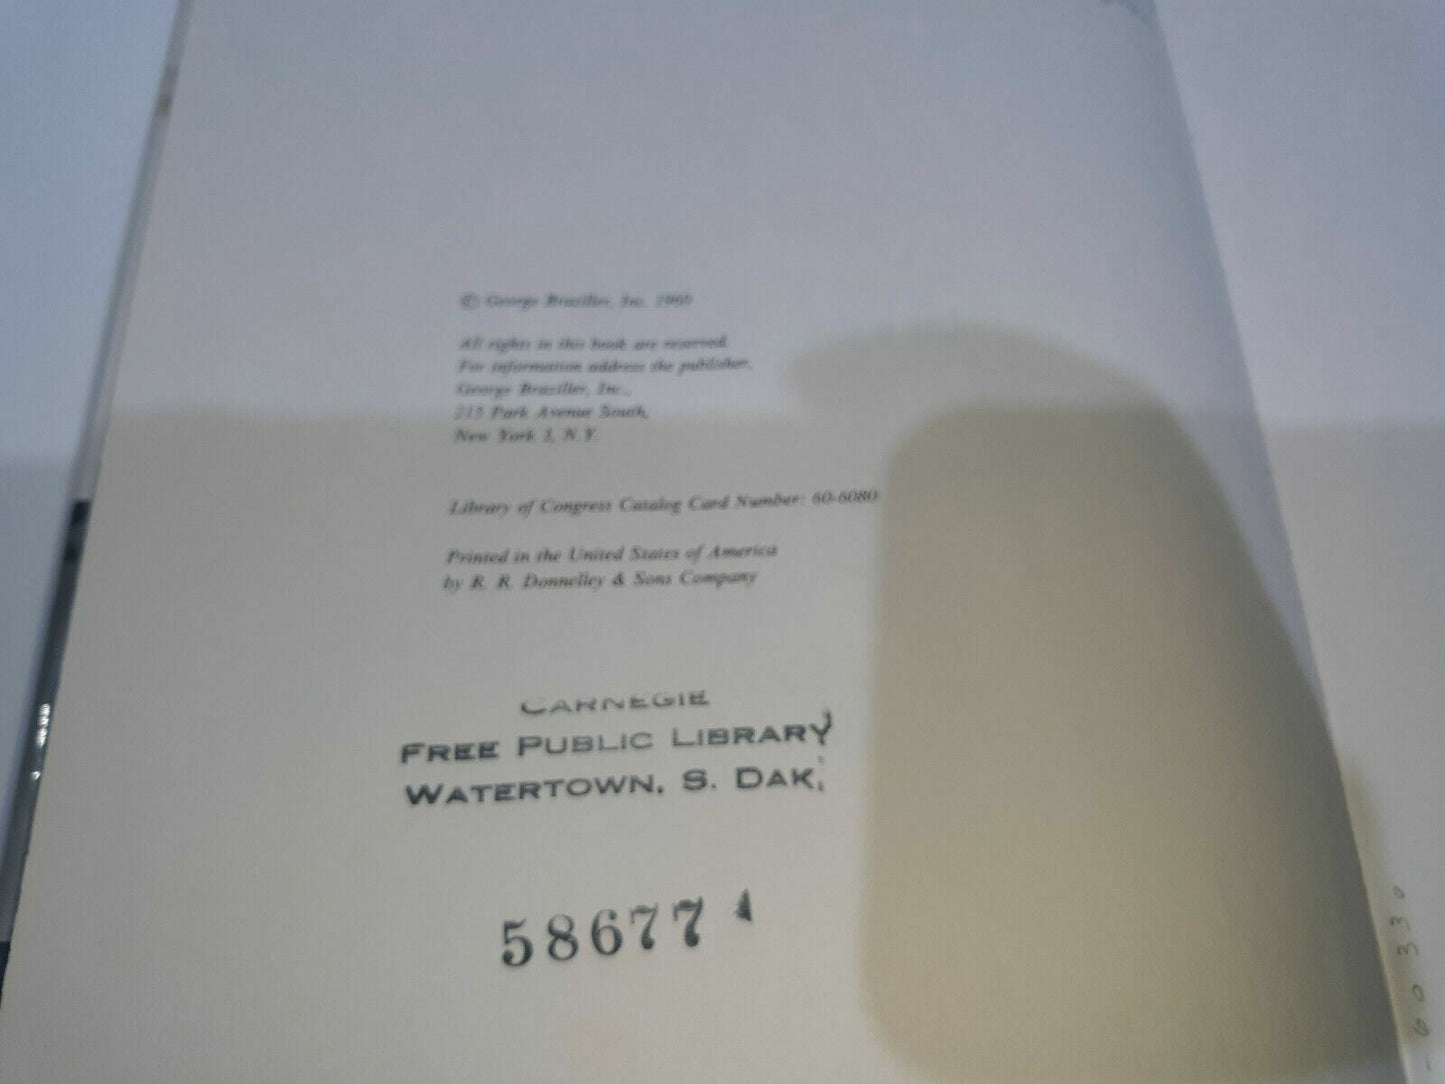 © George Braziller, Inc. 1960
All rights in this book are reserved.
For information address the publisher,
George Braziller, Inc.,
215 Park Avenue South,
New York 3, N.Y.
Library of Congress Catalog Card Number: 60-6080
Printed in the United States of America
by R. R. Donnelley & Sons Company
CARNEGIE
FREE PUBLIC LIBRARY
WATERTOWN, S. DAK.
58677